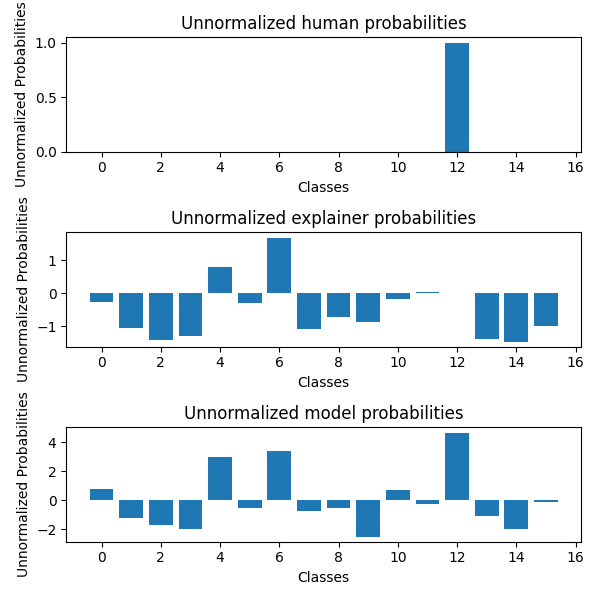 Unnormalized human probabilities
Unnormalized Probabilities
1.0
0.5
0.0
0 2 4 6 8 10 12 14 16
Classes
Unnormalized explainer probabilities
Unnormalized Probabilities
1
0
−1
0 2 4 6 8 10 12 14 16
Classes
Unnormalized model probabilities
Unnormalized Probabilities
4
2
0
−2
0 2 4 6 8 10 12 14 16
Classes